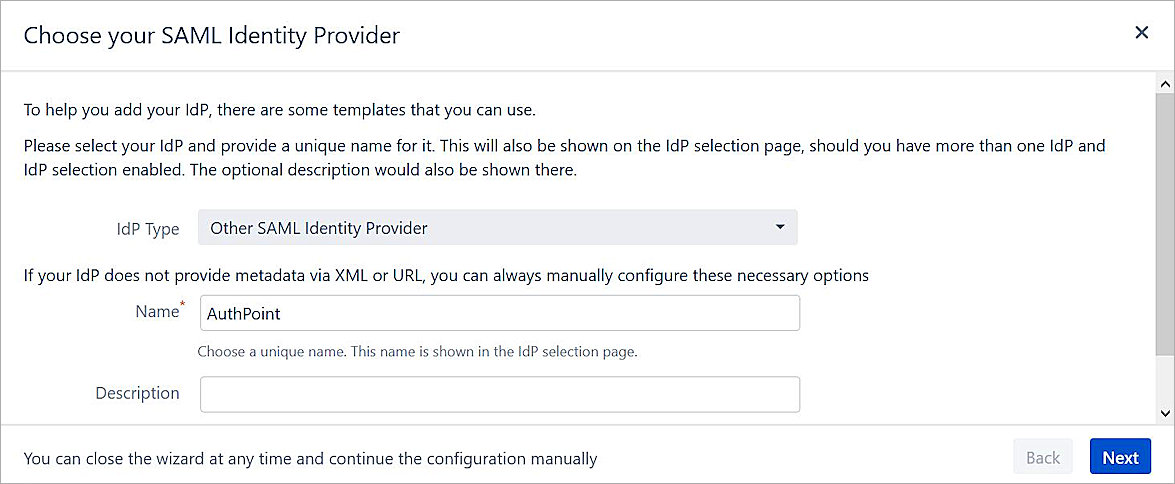 Choose your SAML Identity Provider
To help you add your IdP, there are some templates that you can use.
Please select your IdP and provide a unique name for it. This will also be shown on the IdP selection page, should you have more than one IdP and
IdP selection enabled. The optional description would also be shown there.
IdP Type Other SAML Identity Provider
If your IdP does not provide metadata via XML or URL, you can always manually configure these necessary options
Name* AuthPoint
Choose a unique name. This name is shown in the IdP selection page.
Description
You can close the wizard at any time and continue the configuration manually Back Next